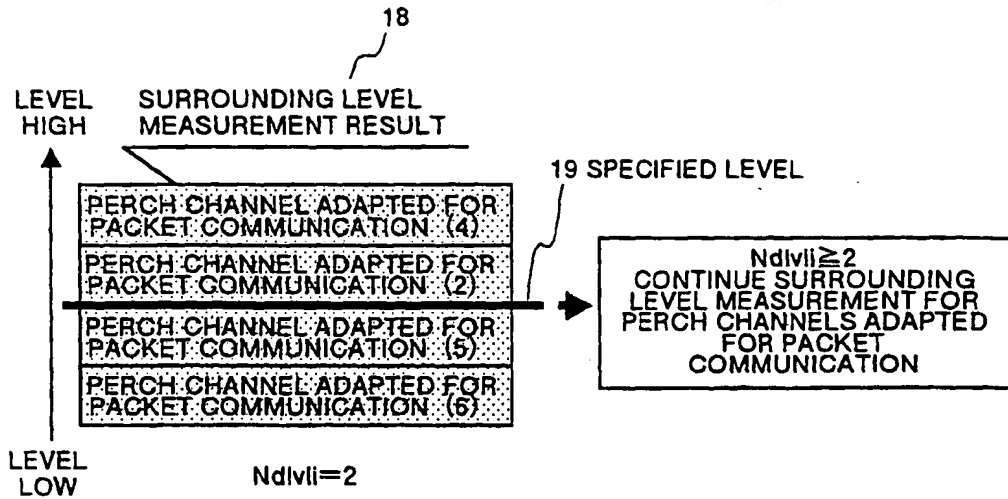 18
LEVEL
HIGH
SURROUNDING LEVEL
MEASUREMENT RESULT
19 SPECIFIED LEVEL
PERCH CHANNEL ADAPTED FOR
PACKET COMMUNICATION (4)
PERCH CHANNEL ADAPTED FOR
PACKET COMMUNICATION (2)
PERCH CHANNEL ADAPTED FOR
PACKET COMMUNICATION (5)
PERCH CHANNEL ADAPTED FOR
PACKET COMMUNICATION (6)
Ndlvli≧2
CONTINUE SURROUNDING
LEVEL MEASUREMENT FOR
PERCH CHANNELS ADAPTED
FOR PACKET
COMMUNICATION
LEVEL
LOW
Ndlvli=2